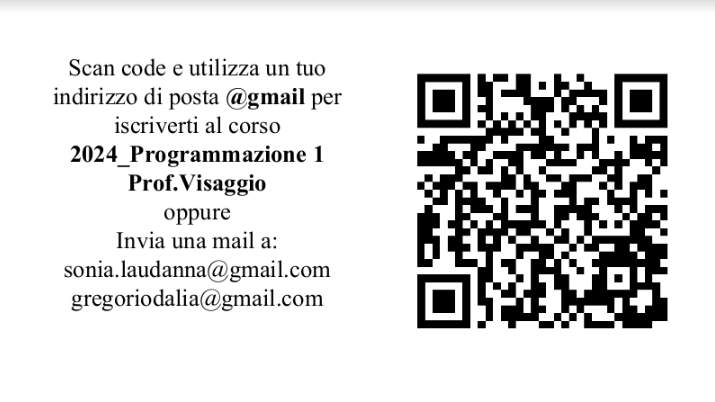 Scan code e utilizza un tuo
indirizzo di posta @gmail per
iscriverti al corso
2024_Programmazione 1
Prof.Visaggio
oppure
Invia una mail a:
sonia.laudanna@gmail.com
gregoriodalia@gmail.com